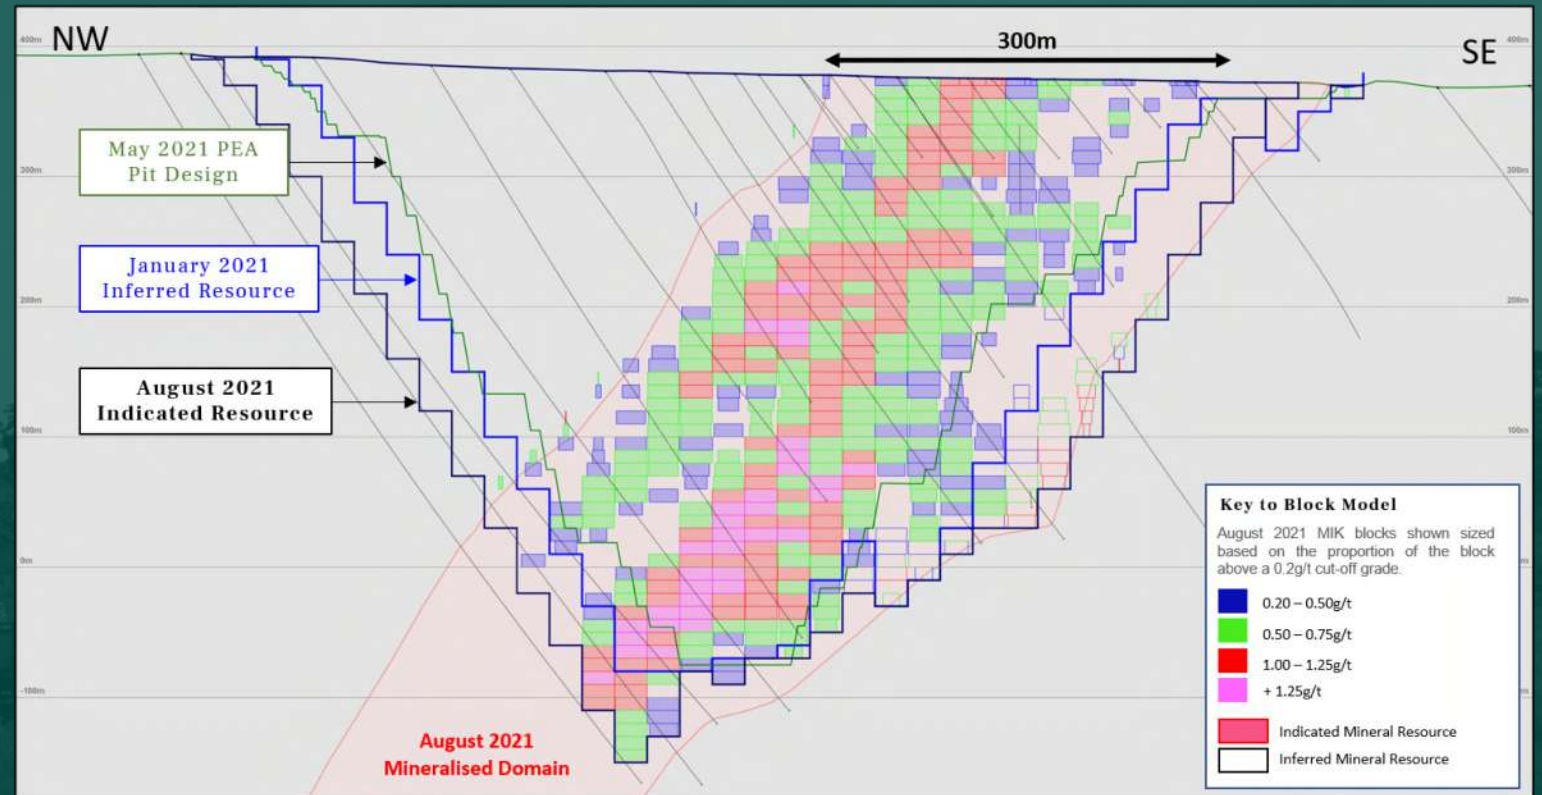 NW
300m
SE
400m
400m
May 2021 PEA
Pit Design
300m
300m
January 2021
Inferred Resource
200m
200m
August 2021
Indicated Resource
100m
100m
0m
-100m
August 2021
Mineralised Domain
Key to Block Model
August 2021 MIK blocks shown sized
based on the proportion of the block
above a 0.2g/t cut-off grade.
0.20 – 0.50g/t
0.50 – 0.75g/t
1.00 – 1.25g/t
+ 1.25g/t
Indicated Mineral Resource
Inferred Mineral Resource